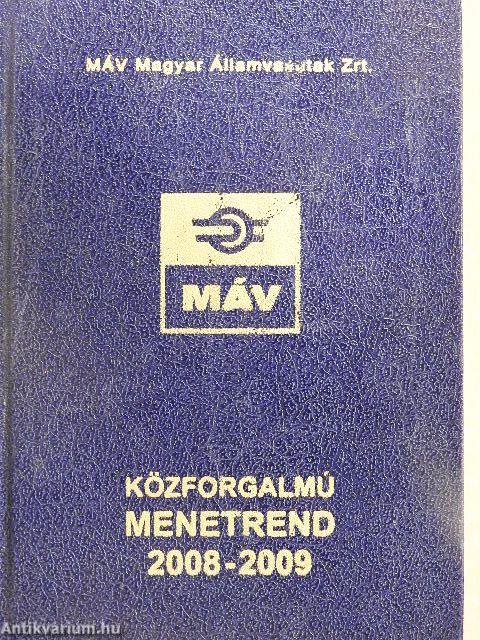 MÁV Magyar Államvasutak Zrt.
MÁV
KÖZFORGALMÚ
MENETREND
2008-2009
Antikvarium.hu